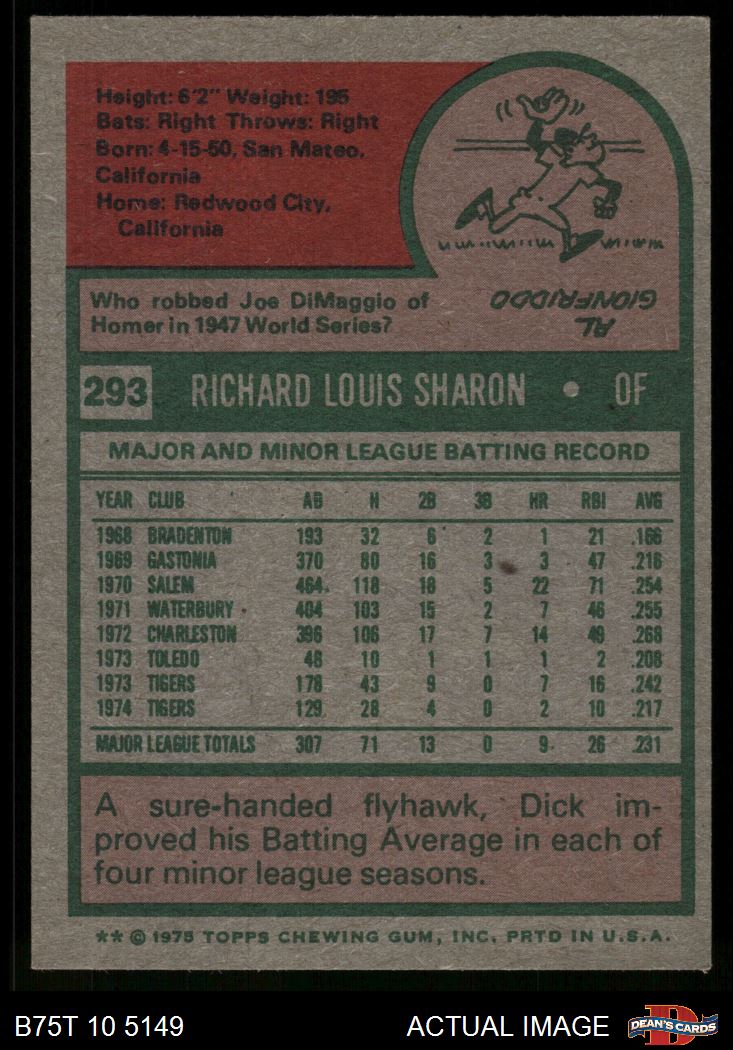 Height: 6'2" Weight: 195
Bats: Right Throws: Right
Born: 4-15-50, San Mateo,
California
Home: Redwood City,
California
Who robbed Joe DiMaggio of
Homer in 1947 World Series?
AL
GIONFRIDDO
293 RICHARD LOUIS SHARON • OF
MAJOR AND MINOR LEAGUE BATTING RECORD
YEAR CLUB AB H 2B 3B HR RBI AVG
1968 BRADENTON 193 32 6 2 1 21 .166
1969 GASTONIA 370 80 16 3 3 47 .216
1970 SALEM 464 118 18 5 22 71 .254
1971 WATERBURY 404 103 15 2 7 46 .255
1972 CHARLESTON 396 106 17 7 14 49 .268
1973 TOLEDO 48 10 1 1 1 2 .208
1973 TIGERS 178 43 9 0 7 16 .242
1974 TIGERS 129 28 4 0 2 10 .217
MAJOR LEAGUE TOTALS 307 71 13 0 9 26 .231
A sure-handed flyhawk, Dick im-
proved his Batting Average in each of
four minor league seasons.
** © 1975 TOPPS CHEWING GUM, INC. PRTD IN U.S.A.
B75T 10 5149 ACTUAL IMAGE D DEAN'S CARDS